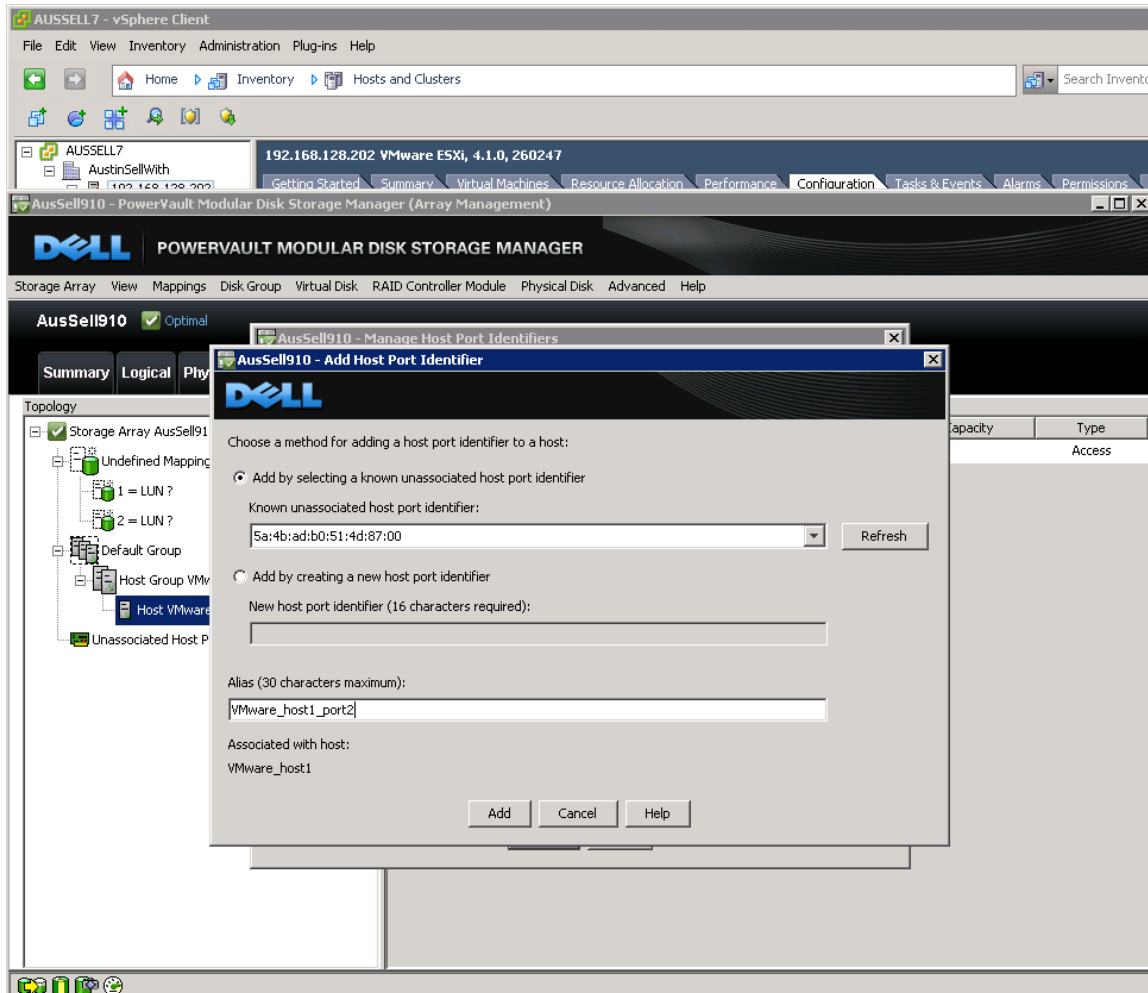 AUSSELL7 - vSphere Client
File Edit View Inventory Administration Plug-ins Help
Home Inventory Hosts and Clusters
Search Invento
AUSSELL7
AustinSellWith
192.168.128.202
192.168.128.202 VMware ESXi, 4.1.0, 260247
Getting Started Summary Virtual Machines Resource Allocation Performance Configuration Tasks & Events Alarms Permissions
AusSell910 - PowerVault Modular Disk Storage Manager (Array Management)
DELL POWERVAULT MODULAR DISK STORAGE MANAGER
Storage Array View Mappings Disk Group Virtual Disk RAID Controller Module Physical Disk Advanced Help
AusSell910 Optimal
Summary Logical Phy
Topology
Storage Array AusSell91
Undefined Mapping
1 = LUN ?
2 = LUN ?
Default Group
Host Group VMw
Host VMware
Unassociated Host P
apacity Type
Access
AusSell910 - Manage Host Port Identifiers
AusSell910 - Add Host Port Identifier
DELL
Choose a method for adding a host port identifier to a host:
Add by selecting a known unassociated host port identifier
Known unassociated host port identifier:
5a:4b:ad:b0:51:4d:87:00
Refresh
Add by creating a new host port identifier
New host port identifier (16 characters required):
Alias (30 characters maximum):
VMware_host1_port2
Associated with host:
VMware_host1
Add Cancel Help